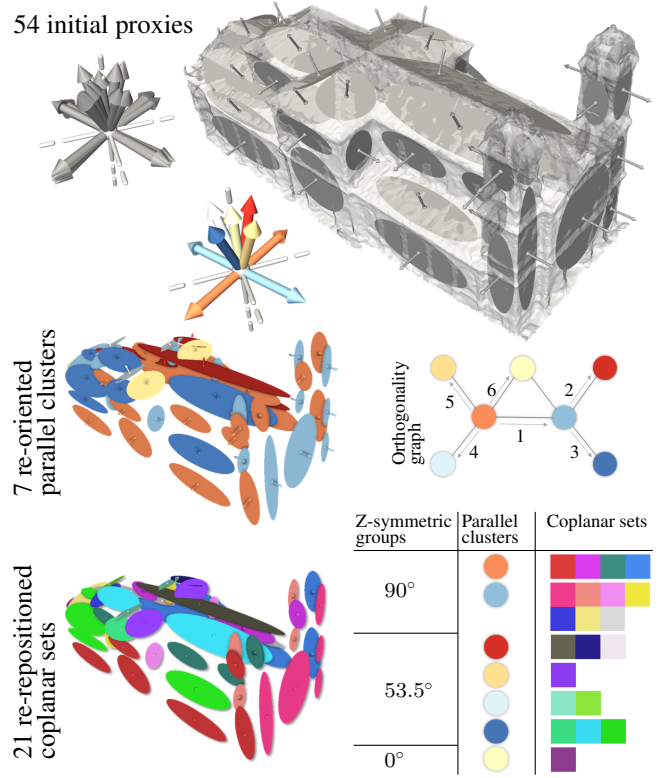 54 initial proxies
7 re-oriented
parallel clusters
Orthogonality
graph
5
6
2
1
4
3
21 re-repositioned
coplanar sets
Z-symmetric
groups
Parallel
clusters
Coplanar sets
90°
53.5°
0°